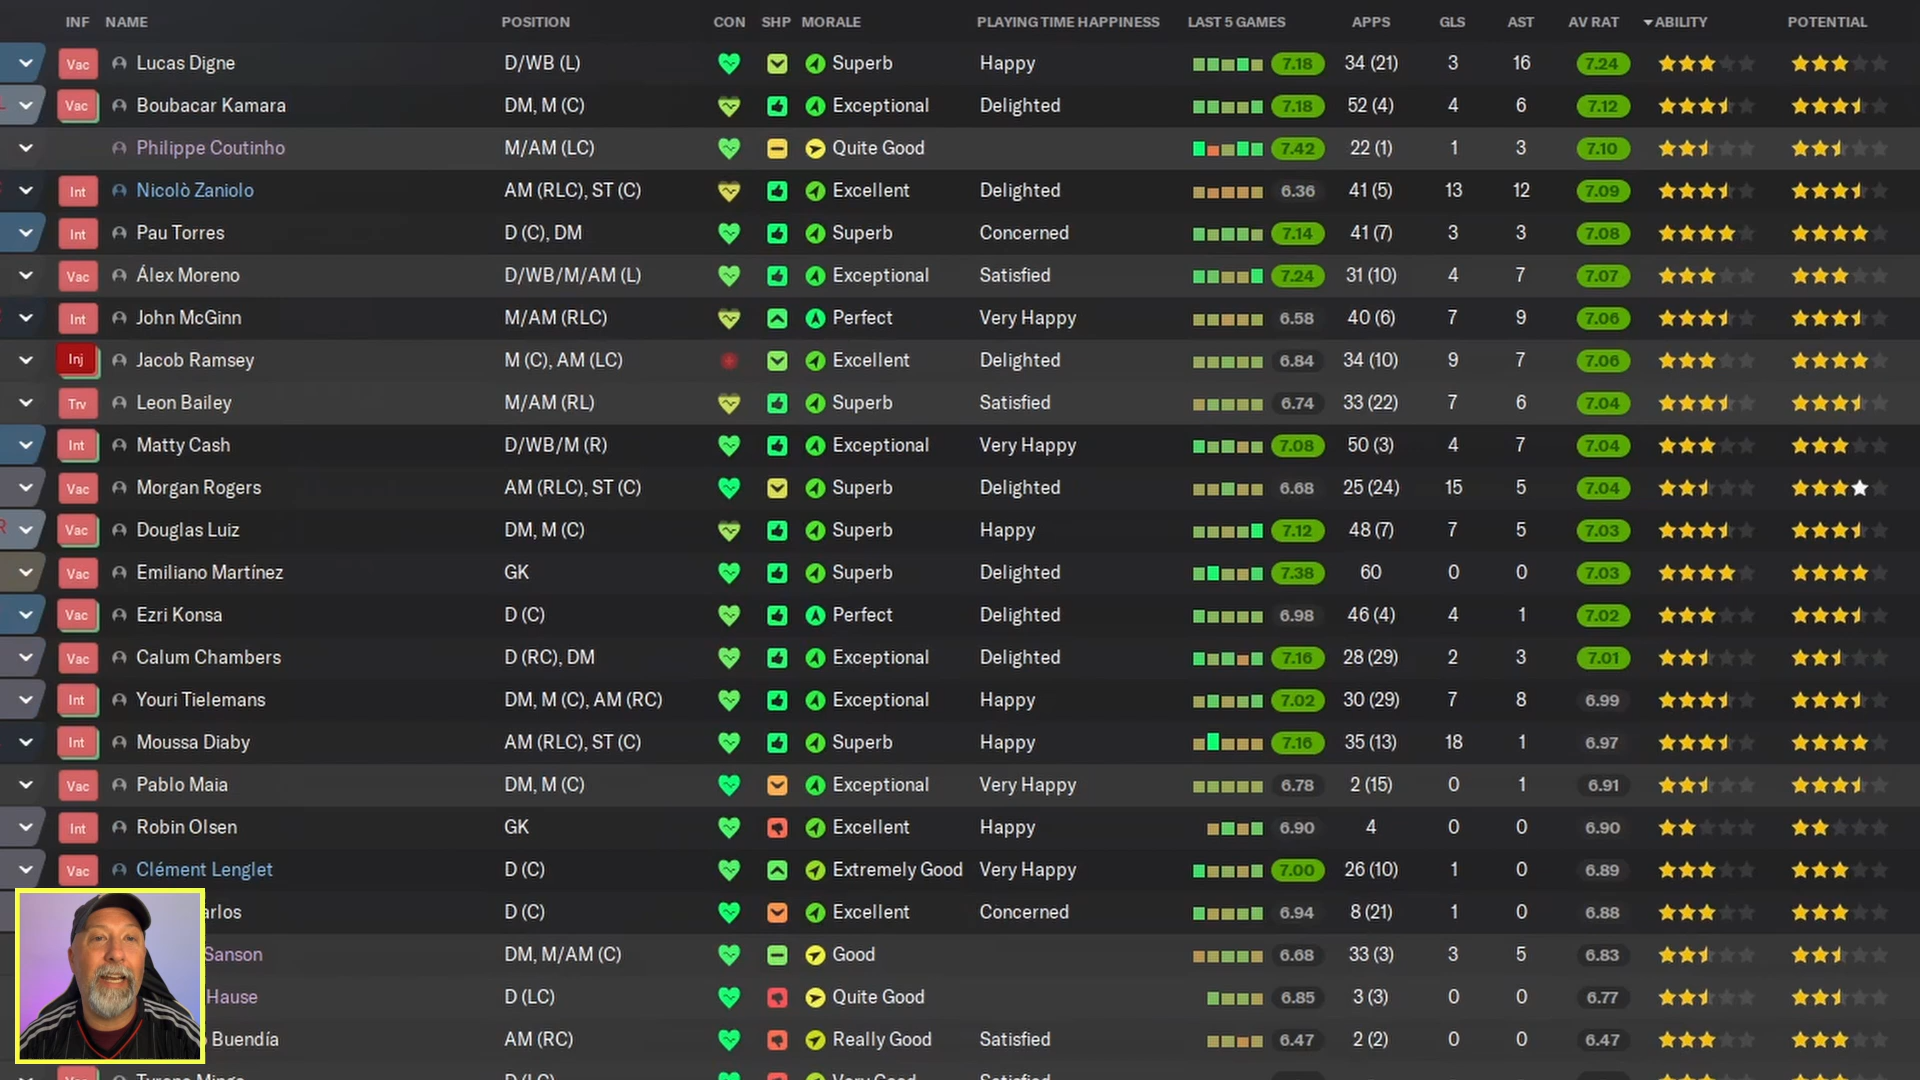 INF NAME POSITION CON SHP MORALE PLAYING TIME HAPPINESS LAST 5 GAMES APPS GLS AST AV RAT ABILITY POTENTIAL
Vac Lucas Digne D/WB (L) Superb Happy 7.18 34 (21) 3 16 7.24
Vac Boubacar Kamara DM, M (C) Exceptional Delighted 7.18 52 (4) 4 6 7.12
Philippe Coutinho M/AM (LC) Quite Good 7.42 22 (1) 1 3 7.10
Int Nicolò Zaniolo AM (RLC), ST (C) Excellent Delighted 6.36 41 (5) 13 12 7.09
Int Pau Torres D (C), DM Superb Concerned 7.14 41 (7) 3 3 7.08
Vac Álex Moreno D/WB/M/AM (L) Exceptional Satisfied 7.24 31 (10) 4 7 7.07
Int John McGinn M/AM (RLC) Perfect Very Happy 6.58 40 (6) 7 9 7.06
Inj Jacob Ramsey M (C), AM (LC) Excellent Delighted 6.84 34 (10) 9 7 7.06
Trv Leon Bailey M/AM (RL) Superb Satisfied 6.74 33 (22) 7 6 7.04
Int Matty Cash D/WB/M (R) Exceptional Very Happy 7.08 50 (3) 4 7 7.04
Vac Morgan Rogers AM (RLC), ST (C) Superb Delighted 6.68 25 (24) 15 5 7.04
R Vac Douglas Luiz DM, M (C) Superb Happy 7.12 48 (7) 7 5 7.03
Vac Emiliano Martínez GK Superb Delighted 7.38 60 0 0 7.03
Vac Ezri Konsa D (C) Perfect Delighted 6.98 46 (4) 4 1 7.02
Vac Calum Chambers D (RC), DM Exceptional Delighted 7.16 28 (29) 2 3 7.01
Int Youri Tielemans DM, M (C), AM (RC) Exceptional Happy 7.02 30 (29) 7 8 6.99
Int Moussa Diaby AM (RLC), ST (C) Superb Happy 7.16 35 (13) 18 1 6.97
Vac Pablo Maia DM, M (C) Exceptional Very Happy 6.78 2 (15) 0 1 6.91
Int Robin Olsen GK Excellent Happy 6.90 4 0 0 6.90
Vac Clément Lenglet D (C) Extremely Good Very Happy 7.00 26 (10) 1 0 6.89
arlos D (C) Excellent Concerned 6.94 8 (21) 1 0 6.88
Sanson DM, M/AM (C) Good 6.68 33 (3) 3 5 6.83
Hause D (LC) Quite Good 6.85 3 (3) 0 0 6.77
Buendía AM (RC) Really Good Satisfied 6.47 2 (2) 0 0 6.47